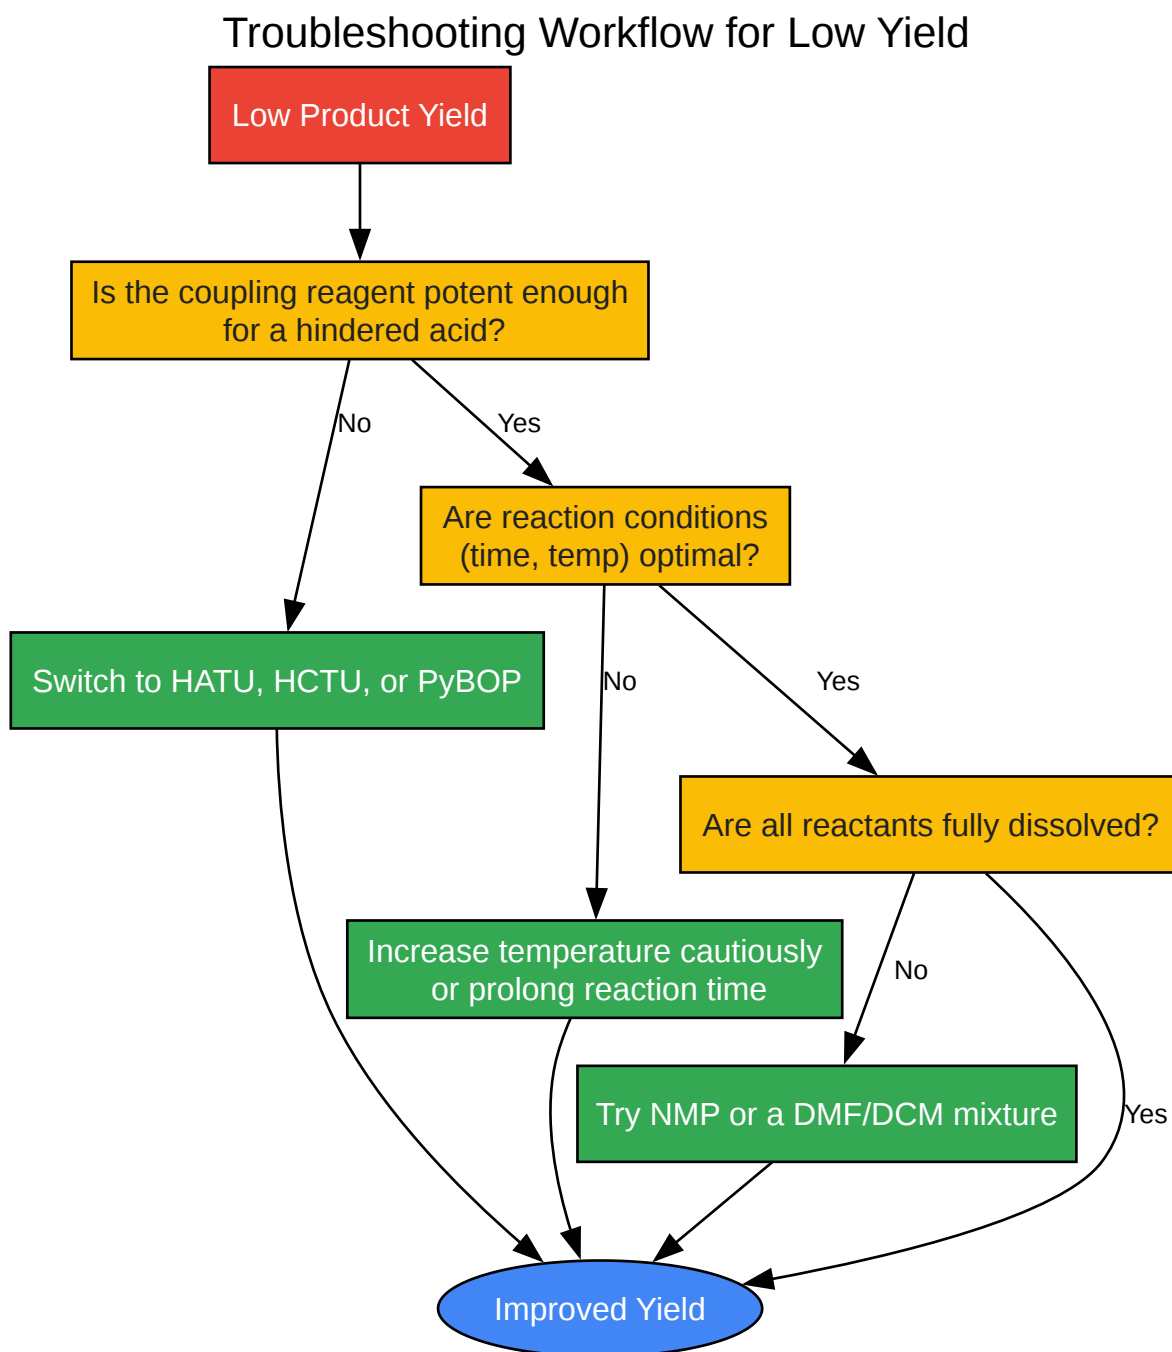 Troubleshooting Workflow for Low Yield
Low Product Yield
Is the coupling reagent potent enough
for a hindered acid?
No
Yes
Are reaction conditions
(time, temp) optimal?
Switch to HATU, HCTU, or PyBOP
No
Yes
Are all reactants fully dissolved?
Increase temperature cautiously
or prolong reaction time
No
Try NMP or a DMF/DCM mixture
Yes
Improved Yield